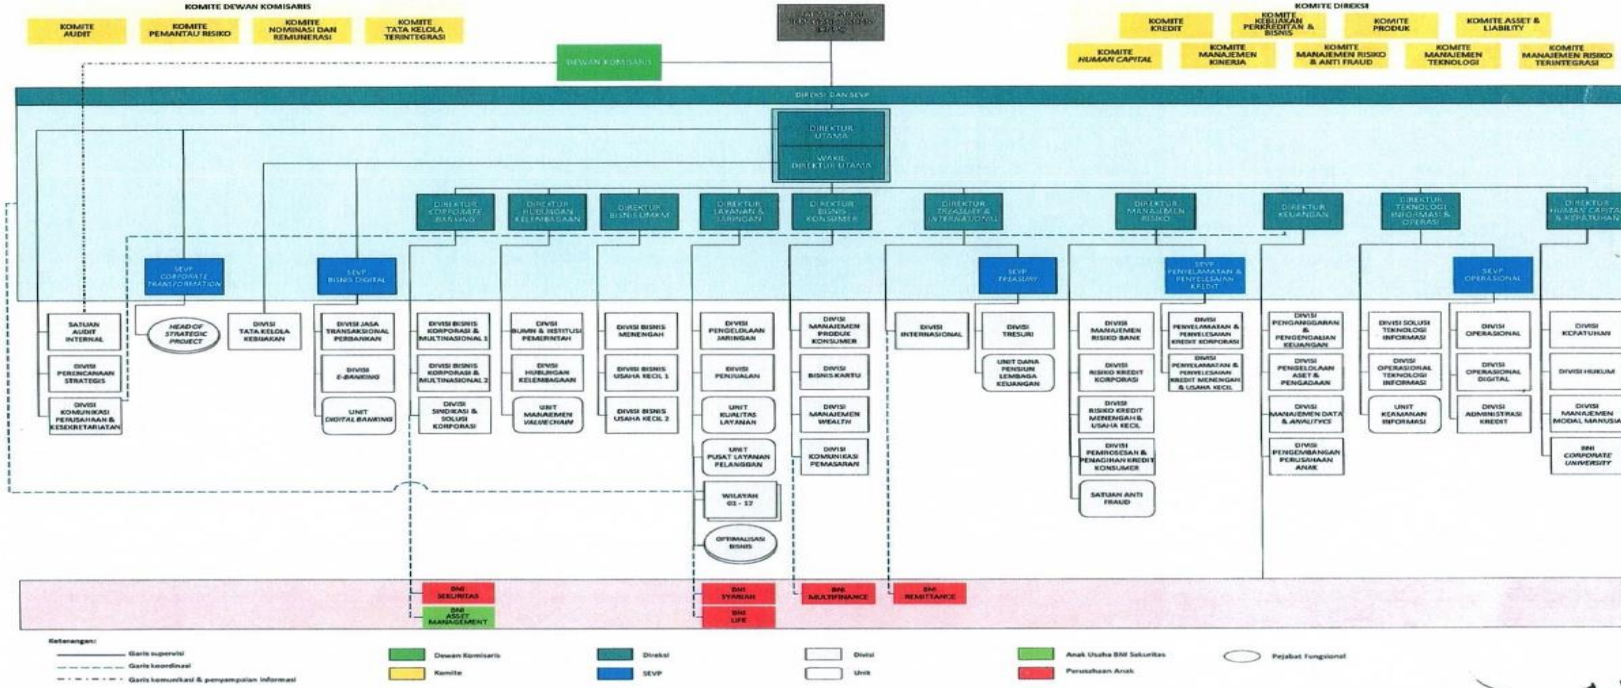 KOMITE DEWAN KOMISARIS
KOMITE
AUDIT
KOMITE
PEMANTAU RISIKO
KOMITE
NOMINASI DAN
REMUNERASI
KOMITE
TATA KELOLA
TERINTEGRASI
KOMITE DIREKSI
KOMITE
KREDIT
KOMITE
KEBIJAKAN
PERKREDITAN &
BISNIS
KOMITE
PRODUK
KOMITE ASSET &
LIABILITY
KOMITE
HUMAN CAPITAL
KOMITE
MANAJEMEN
KINERJA
KOMITE
MANAJEMEN RISIKO
& ANTI FRAUD
KOMITE
MANAJEMEN
TEKNOLOGI
KOMITE
MANAJEMEN RISIKO
TERINTEGRASI
DEWAN KOMISARIS
DIREKSI DAN SEVP
DIREKTUR
UTAMA
WAKIL
DIREKTUR UTAMA
DIREKTUR
CORPORATE
BANKING
DIREKTUR
HUBUNGAN
KELEMBAGAAN
DIREKTUR
BISNIS UMKM
DIREKTUR
LAYANAN &
JARINGAN
DIREKTUR
BISNIS
KONSUMER
DIREKTUR
TREASURY &
INTERNATIONAL
DIREKTUR
MANAJEMEN
RISIKO
DIREKTUR
KEUANGAN
DIREKTUR
TEKNOLOGI
INFORMASI &
OPERASI
DIREKTUR
HUMAN CAPITAL
& KEPATUHAN
SEVP
CORPORATE
TRANSFORMATION
SEVP
BISNIS DIGITAL
SEVP
TREASURY
SEVP
PENYELAMATAN &
PENYELESAIAN
KREDIT
SEVP
OPERASIONAL
SATUAN
AUDIT
INTERNAL
DIVISI
PERENCANAAN
STRATEGIS
DIVISI
KOMUNIKASI
PERUSAHAAN &
KESEKRETARIATAN
HEAD OF
STRATEGIC
PROJECT
DIVISI
TATA KELOLA
KEBIJAKAN
DIVISI JASA
TRANSAKSIONAL
PERBANKAN
DIVISI
E-BANKING
UNIT
DIGITAL BANKING
DIVISI BISNIS
KORPORASI &
MULTINASIONAL 1
DIVISI BISNIS
KORPORASI &
MULTINASIONAL 2
DIVISI
SINDIKASI &
SOLUSI
KORPORASI
DIVISI
BUMN & INSTITUSI
PEMERINTAH
DIVISI
HUBUNGAN
KELEMBAGAAN
UNIT
MANAJEMEN
VALUE CHAIN
DIVISI BISNIS
MENENGAH
DIVISI BISNIS
USAHA KECIL 1
DIVISI BISNIS
USAHA KECIL 2
DIVISI
PENGELOLAAN
JARINGAN
DIVISI
PENJUALAN
UNIT
KUALITAS
LAYANAN
UNIT
PUSAT LAYANAN
PELANGGAN
WILAYAH
01 - 17
OPTIMALISASI
BISNIS
DIVISI
MANAJEMEN
PRODUK
KONSUMER
DIVISI
BISNIS KARTU
DIVISI
MANAJEMEN
WEALTH
DIVISI
KOMUNIKASI
PEMASARAN
DIVISI
INTERNASIONAL
DIVISI
TRESURI
UNIT DANA
PENSIUN
LEMBAGA
KEUANGAN
DIVISI
MANAJEMEN
RISIKO BANK
DIVISI
RISIKO KREDIT
KORPORASI
DIVISI
RISIKO KREDIT
MENENGAH &
USAHA KECIL
DIVISI
PEMROSESAN &
PENAGIHAN KREDIT
KONSUMER
SATUAN ANTI
FRAUD
DIVISI
PENYELAMATAN &
PENYELESAIAN
KREDIT KORPORASI
DIVISI
PENYELAMATAN &
PENYELESAIAN
KREDIT MENENGAH
& USAHA KECIL
DIVISI
PENGANGGARAN
&
PENGENDALIAN
KEUANGAN
DIVISI
PENGELOLAAN
ASET &
PENGADAAN
DIVISI
MANAJEMEN DATA
& ANALITYCS
DIVISI
PENGEMBANGAN
PERUSAHAAN
ANAK
DIVISI SOLUSI
TEKNOLOGI
INFORMASI
DIVISI
OPERASIONAL
TEKNOLOGI
INFORMASI
UNIT
KEAMANAN
INFORMASI
DIVISI
OPERASIONAL
DIVISI
OPERASIONAL
DIGITAL
DIVISI
ADMINISTRASI
KREDIT
DIVISI
KEPATUHAN
DIVISI HUKUM
DIVISI
MANAJEMEN
MODAL MANUSIA
BNI
CORPORATE
UNIVERSITY
BNI
SEKURITAS
BNI
ASSET
MANAGEMENT
BNI
SYARIAH
BNI
LIFE
BNI
MULTIFINANCE
BNI
REMITTANCE
Keterangan:
Garis supervisi
Garis koordinasi
Garis komunikasi & penyampaian informasi
Dewan Komisaris
Komite
Direksi
SEVP
Divisi
Unit
Anak Usaha BNI Sekuritas
Perusahaan Anak
Pejabat Fungsional